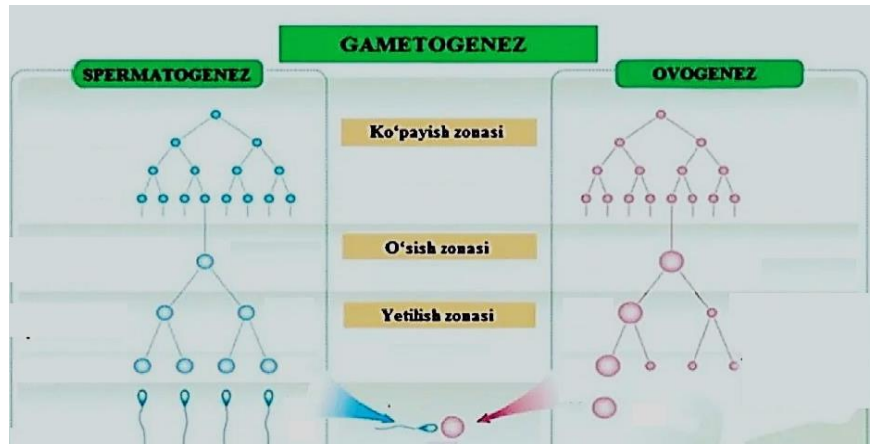 GAMETOGENEZ
SPERMATOGENEZ
OVOGENEZ
Ko‘payish zonasi
O‘sish zonasi
Yetilish zonasi